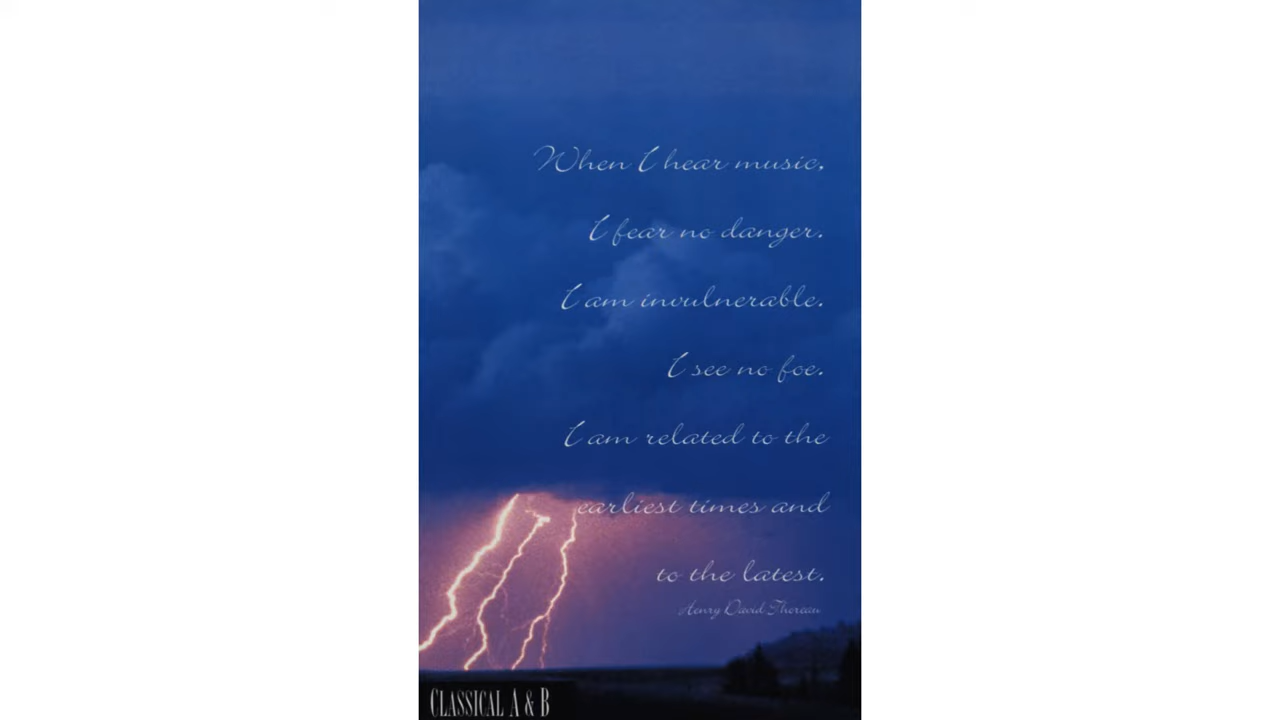 When I hear music,
I fear no danger.
I am invulnerable.
I see no foe.
I am related to the
earliest times and
to the latest.
Henry David Thoreau
CLASSICAL A & B